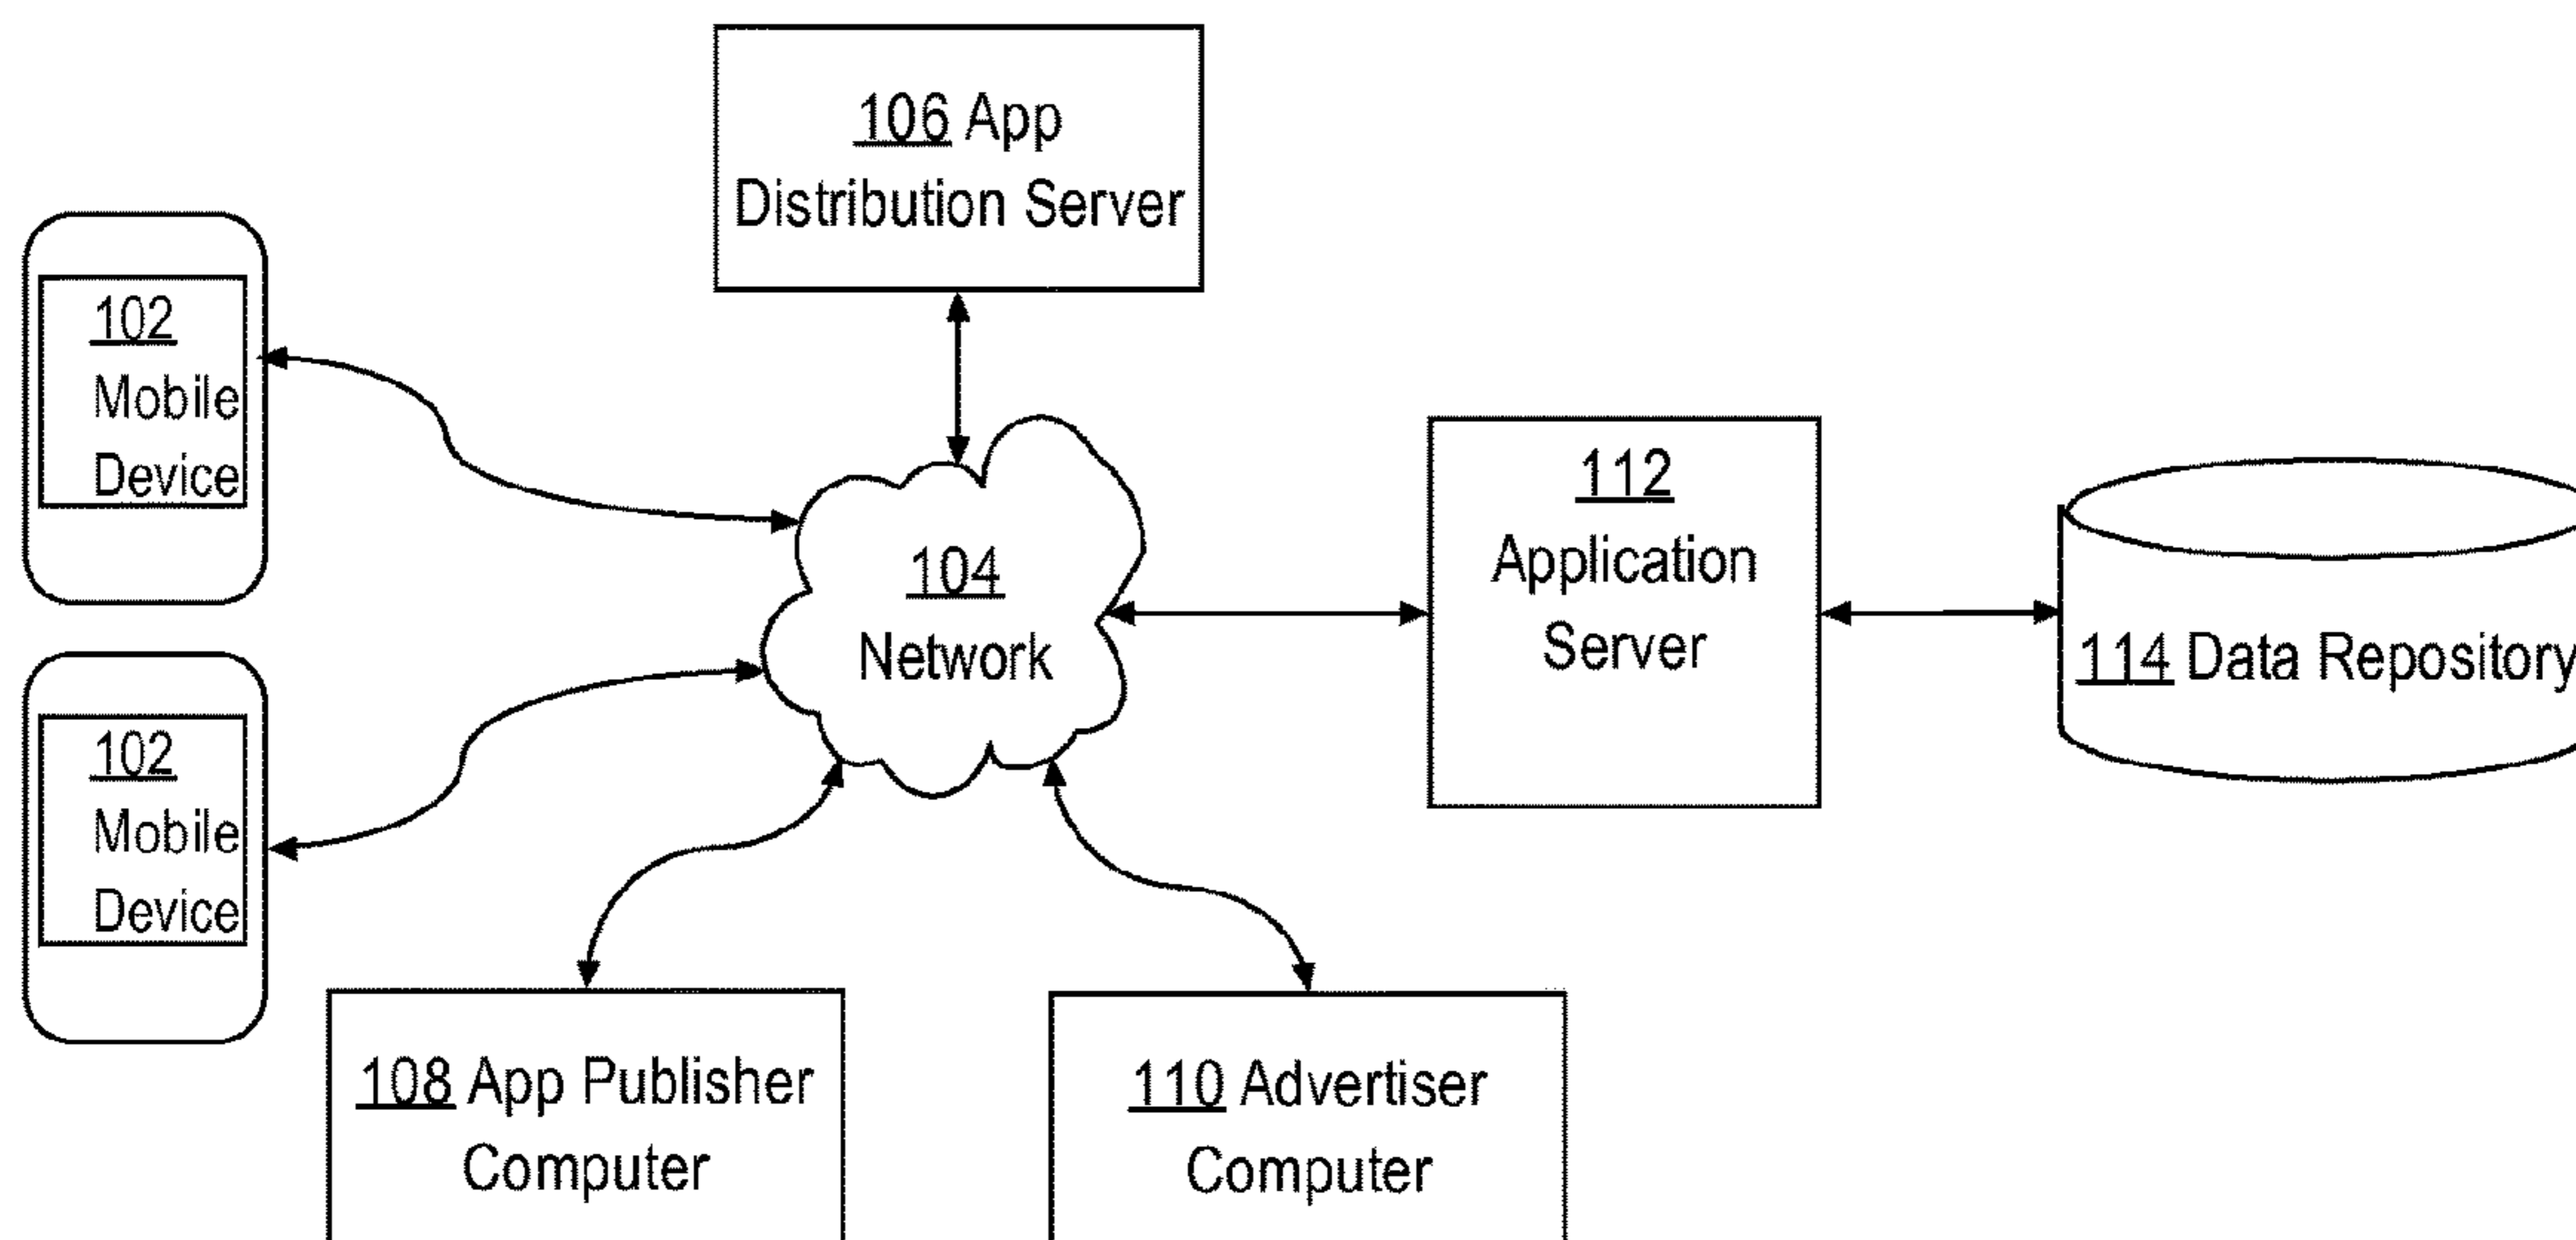 106 App
Distribution Server
102
Mobile
Device
104
Network
112
Application
Server
114 Data Repository
102
Mobile
Device
108 App Publisher
Computer
110 Advertiser
Computer